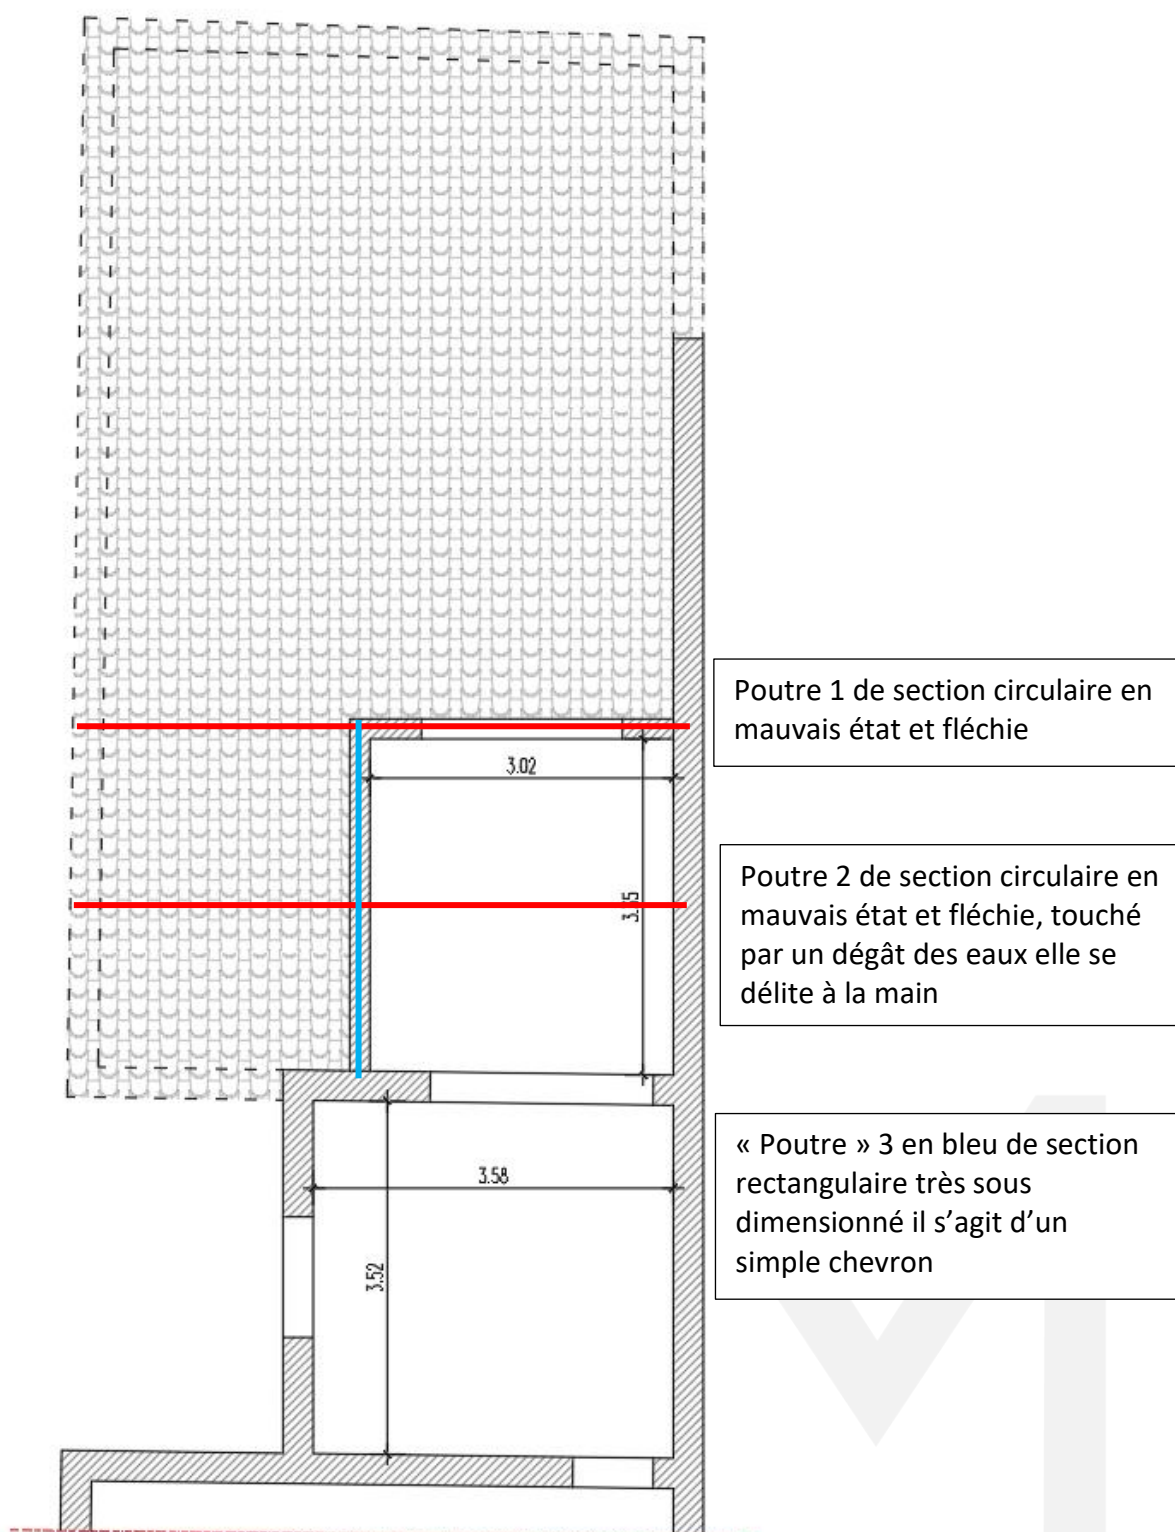 Poutre 1 de section circulaire en
mauvais état et fléchie
3.02
Poutre 2 de section circulaire en
mauvais état et fléchie, touché
par un dégât des eaux elle se
délite à la main
« Poutre » 3 en bleu de section
rectangulaire très sous
dimensionné il s’agit d’un
simple chevron
3.58
3.52